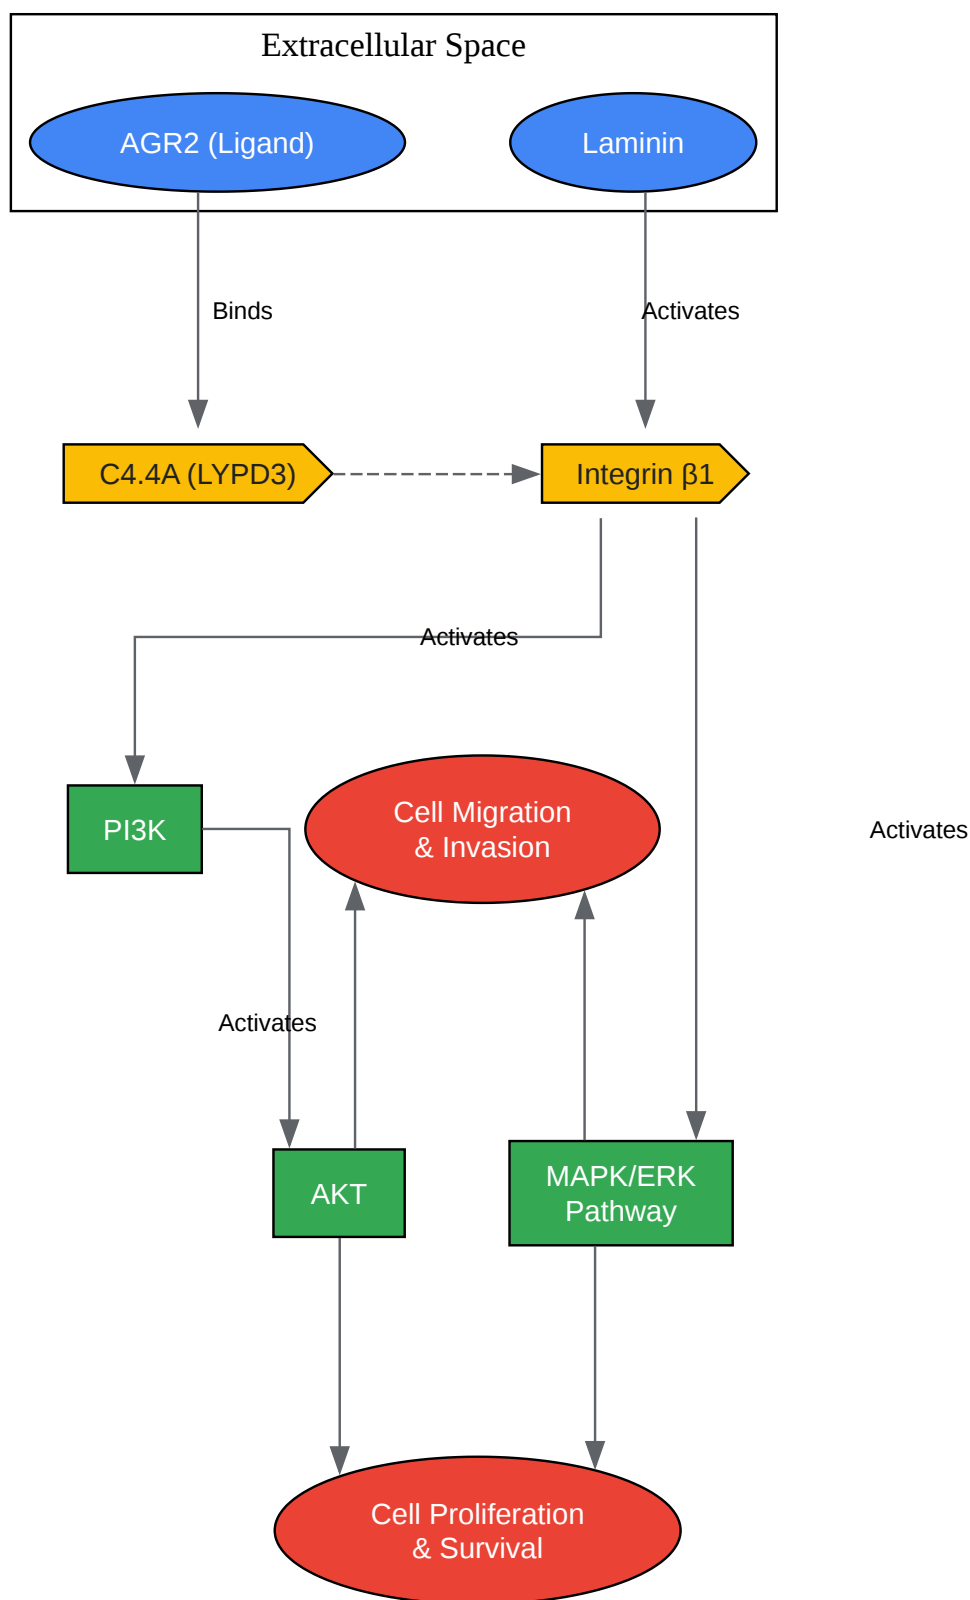 Extracellular Space
AGR2 (Ligand)
Laminin
Binds
Activates
C4.4A (LYPD3)
Integrin β1
Activates
PI3K
Cell Migration
& Invasion
Activates
Activates
AKT
MAPK/ERK
Pathway
Cell Proliferation
& Survival